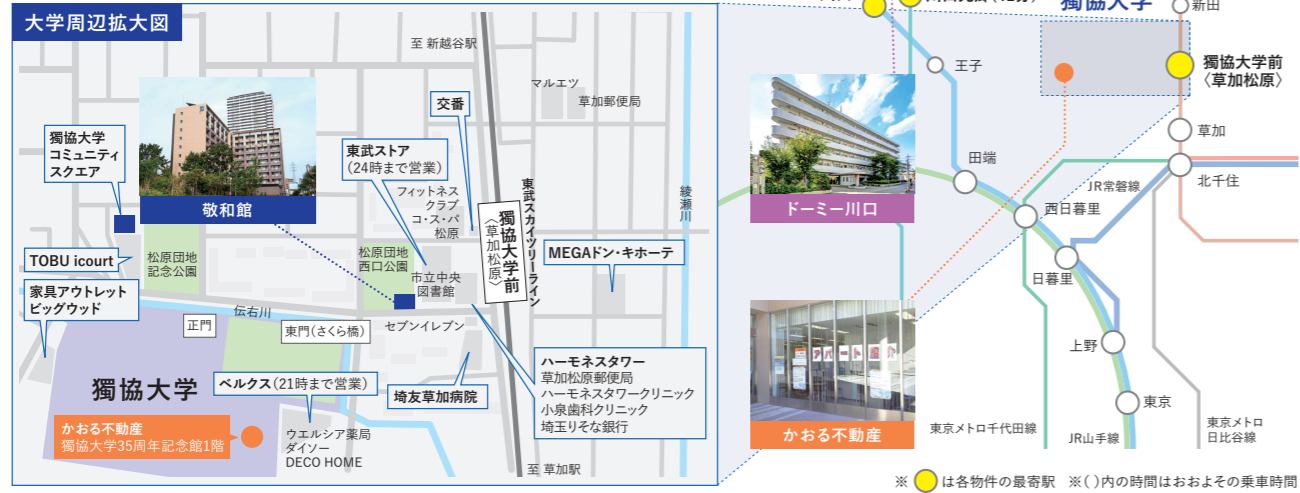 大学周辺拡大図
至 新越谷駅
マルエツ
草加郵便局
交番
獨協大学
コミュニティ
スクエア
東武ストア
(24時まで営業)
フィットネス
クラブ
コ・ス・パ
松原
敬和館
東武スカイツリーライン
獨協大学前
〈草加松原〉
綾瀬川
TOBU icourt
松原団地
記念公園
松原団地
西口公園
市立中央
図書館
MEGAドン・キホーテ
家具アウトレット
ビッグウッド
伝右川
正門
東門(さくら橋)
セブンイレブン
獨協大学
ベルクス(21時まで営業)
埼友草加病院
ハーモネスタワー
草加松原郵便局
ハーモネスタワークリニック
小泉歯科クリニック
埼玉りそな銀行
かおる不動産
獨協大学35周年記念館1階
ウエルシア薬局
ダイソー
DECO HOME
至 草加駅
獨協大学
新田
王子
獨協大学前
〈草加松原〉
草加
田端
JR常磐線
北千住
ドーミー川口
西日暮里
日暮里
上野
東京
かおる不動産
東京メトロ千代田線
JR山手線
東京メトロ
日比谷線
※ は各物件の最寄駅 ※( )内の時間はおおよその乗車時間